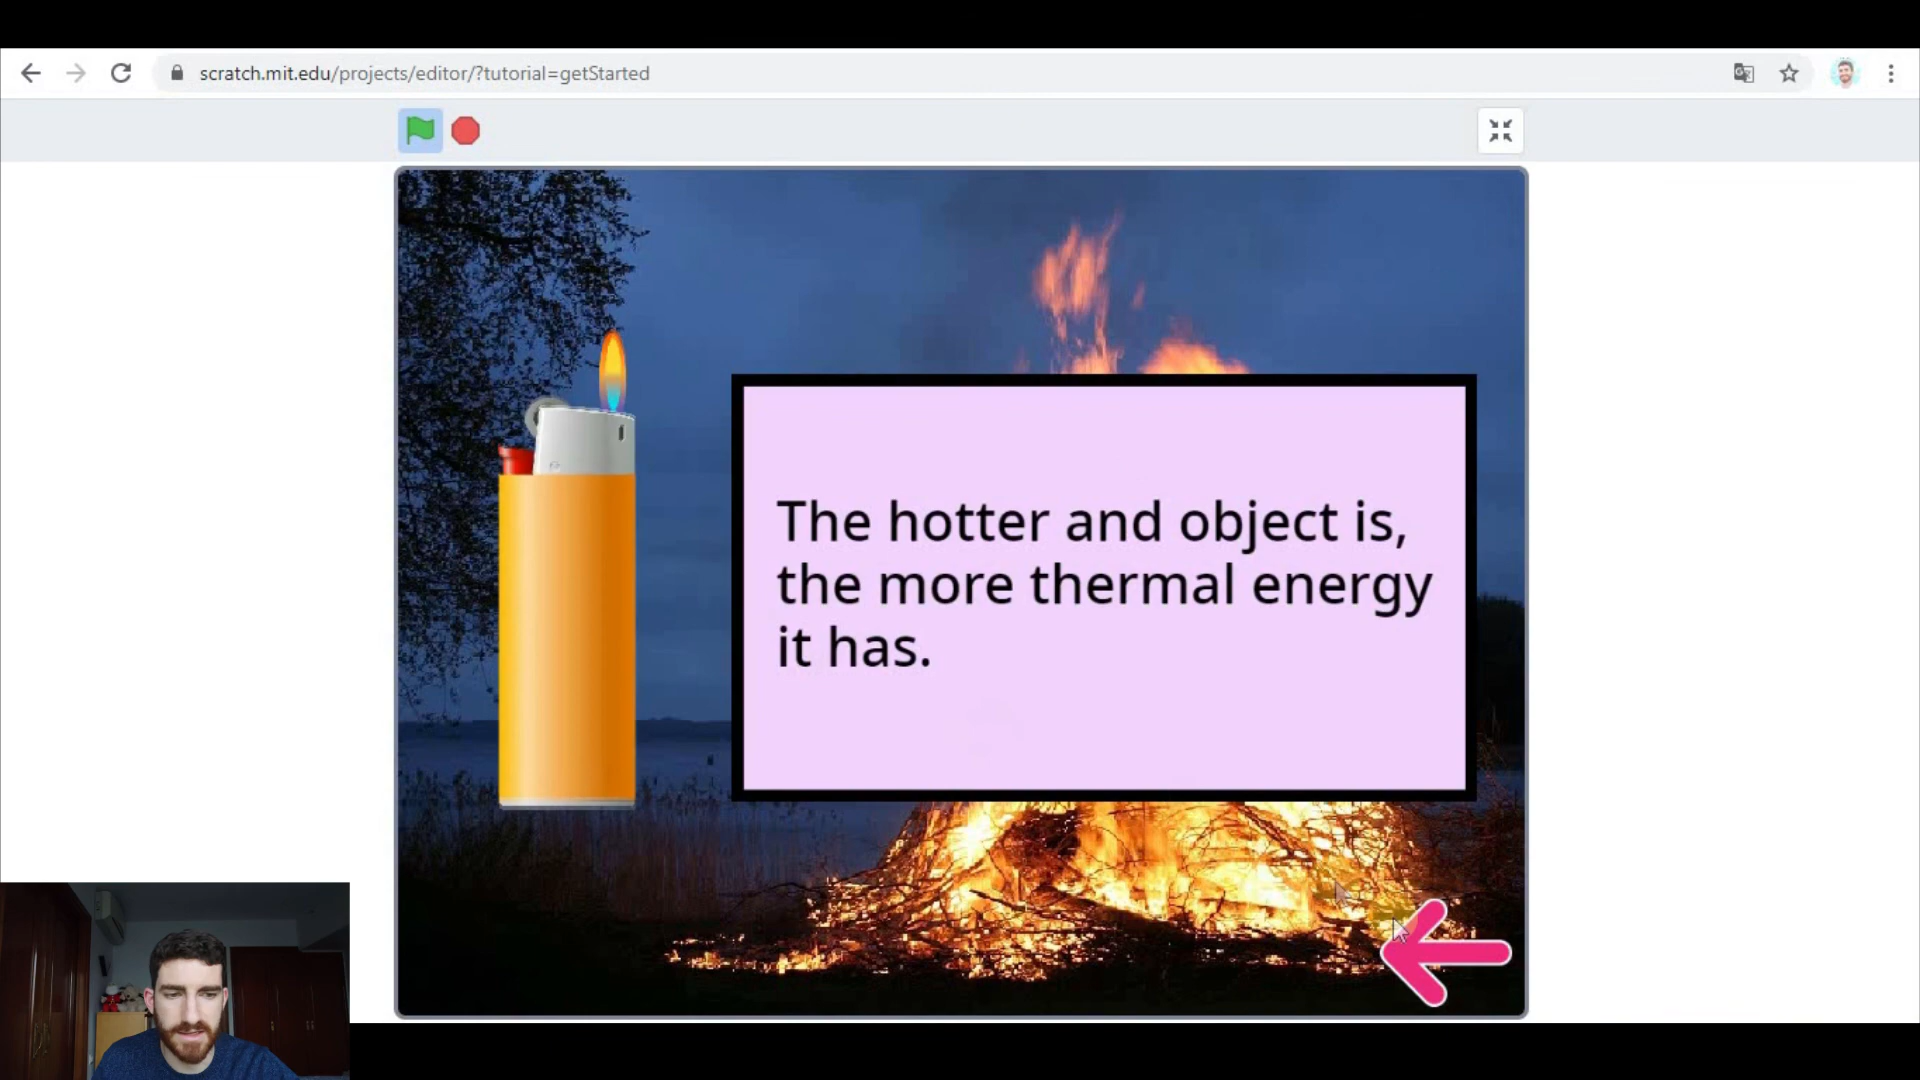 scratch.mit.edu/projects/editor/?tutorial=getStarted
The hotter and object is,
the more thermal energy
it has.